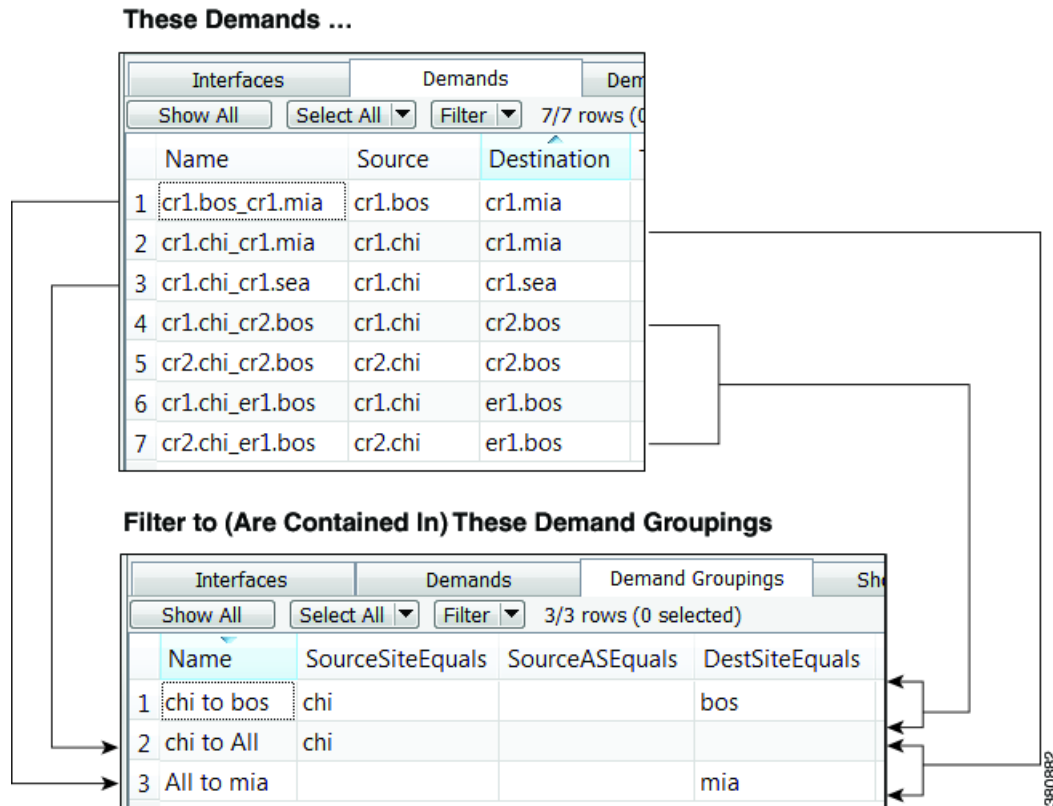 These Demands ...
Interfaces Demands Dem
Show All Select All Filter 7/7 rows (0
Name Source Destination
1 cr1.bos_cr1.mia cr1.bos cr1.mia
2 cr1.chi_cr1.mia cr1.chi cr1.mia
3 cr1.chi_cr1.sea cr1.chi cr1.sea
4 cr1.chi_cr2.bos cr1.chi cr2.bos
5 cr2.chi_cr2.bos cr2.chi cr2.bos
6 cr1.chi_er1.bos cr1.chi er1.bos
7 cr2.chi_er1.bos cr2.chi er1.bos
Filter to (Are Contained In) These Demand Groupings
Interfaces Demands Demand Groupings Sh
Show All Select All Filter 3/3 rows (0 selected)
Name SourceSiteEquals SourceASEquals DestSiteEquals
1 chi to bos chi bos
2 chi to All chi
3 All to mia mia